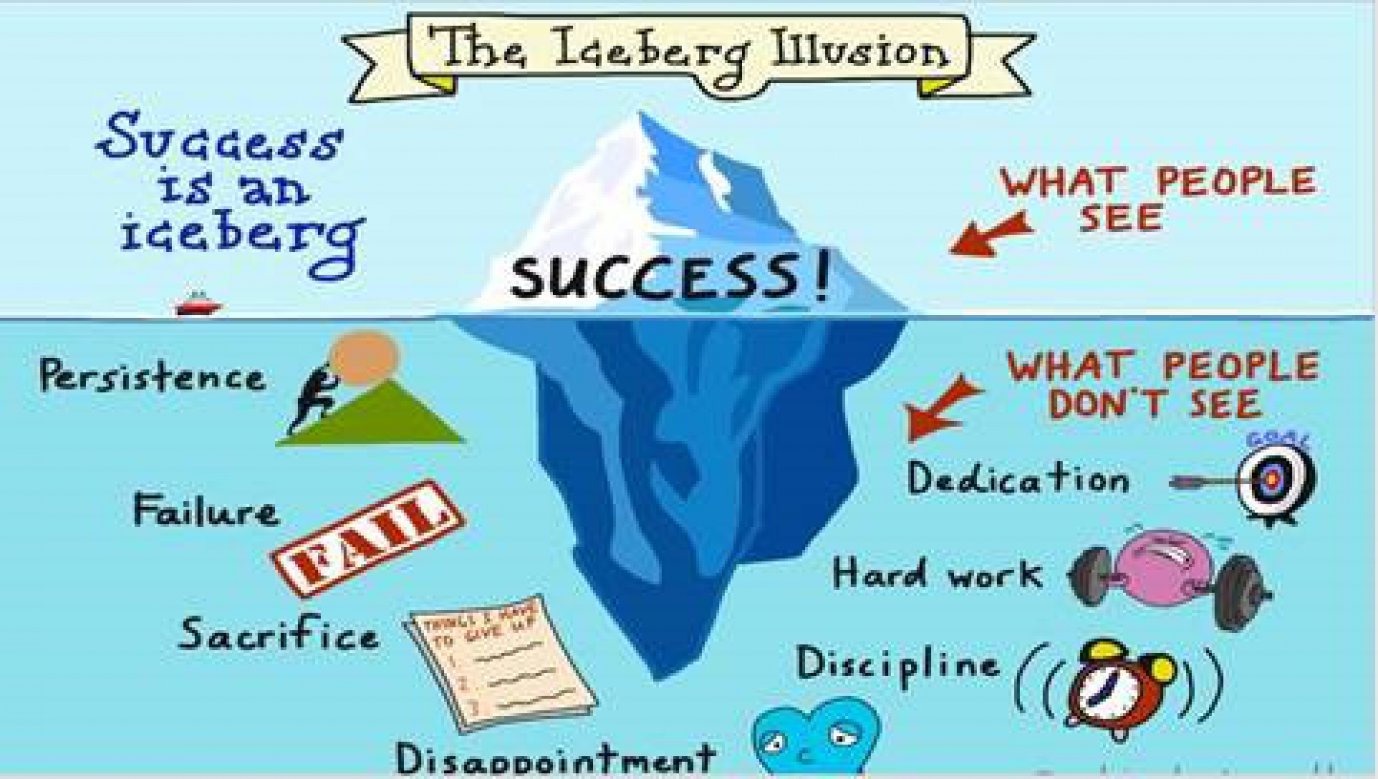 The Iceberg Illusion
Success
is an
iceberg
WHAT PEOPLE
SEE
SUCCESS!
WHAT PEOPLE
DON'T SEE
Persistence
GOAL
Dedication
Failure
FAIL
Hard work
Sacrifice
THINGS I HAVE
TO GIVE UP
1.
2.
3.
Discipline
Disappointment